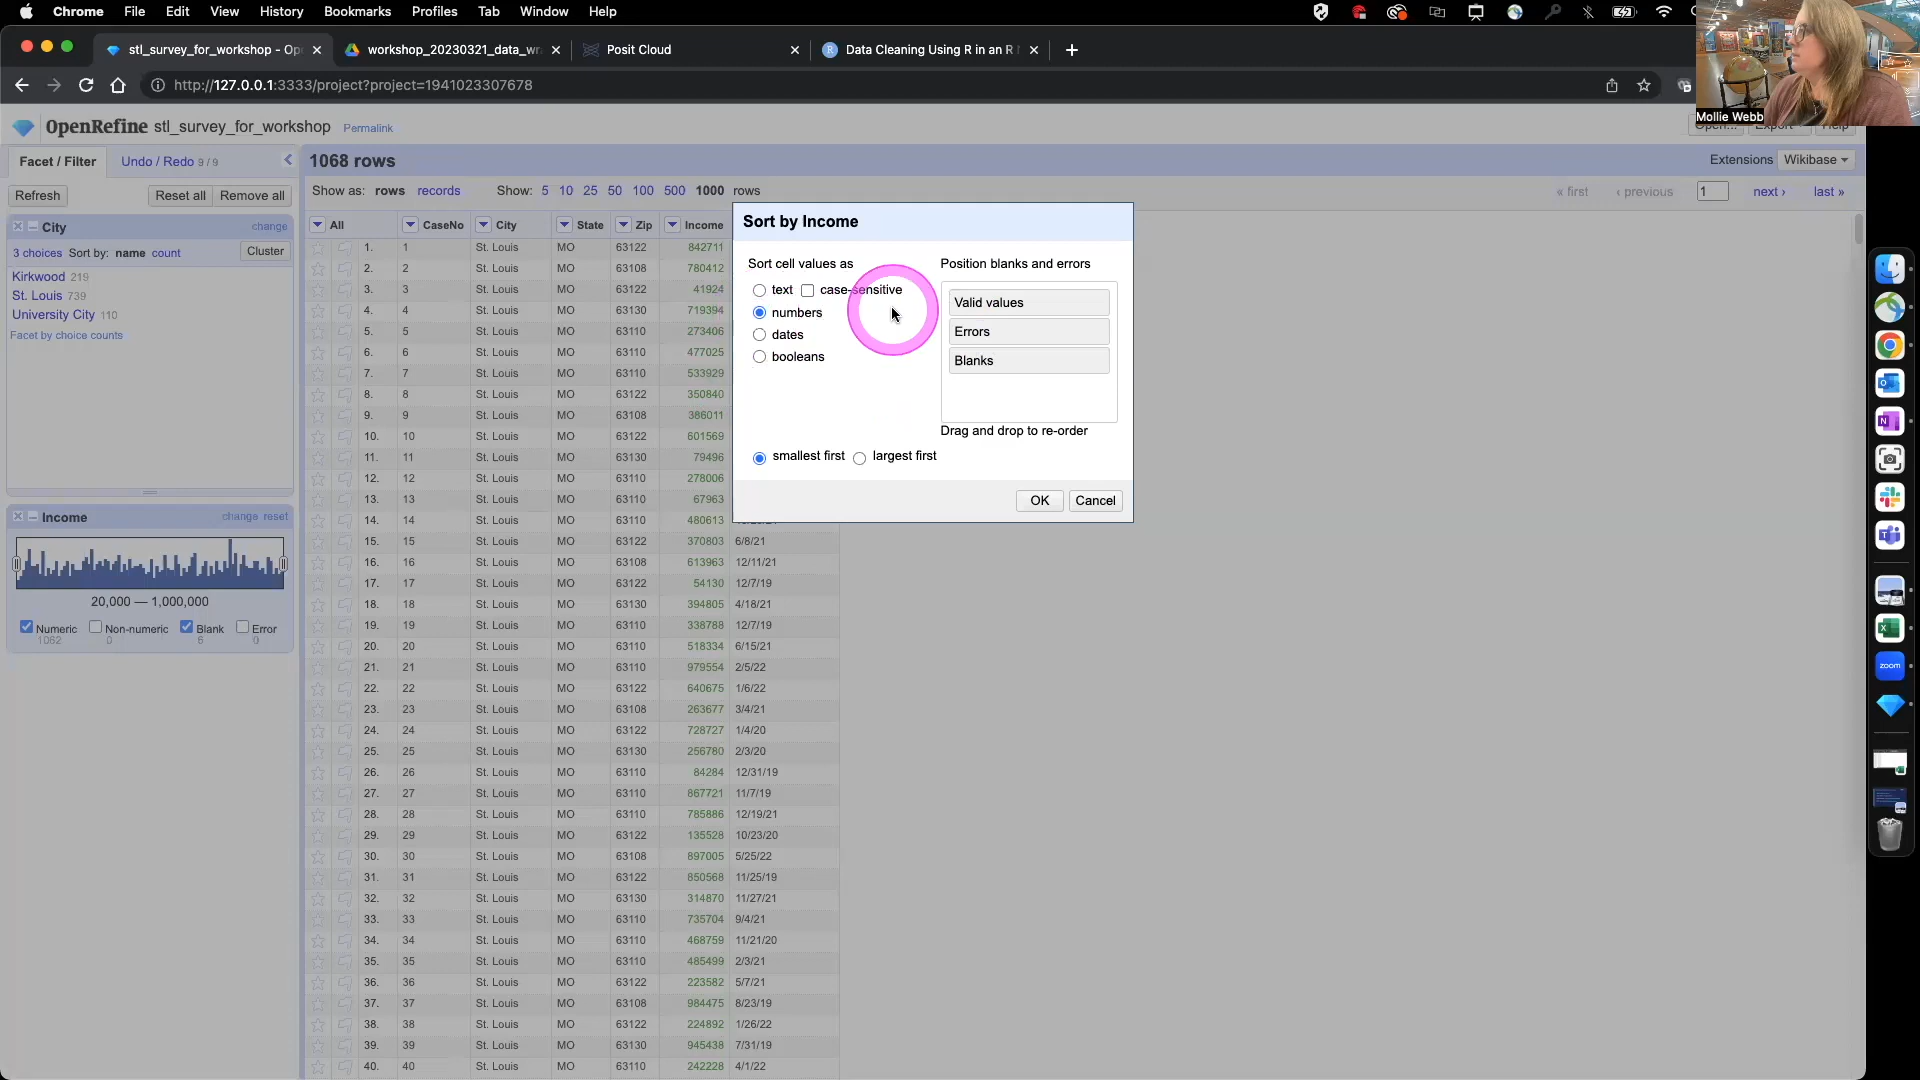 Chrome File Edit View History Bookmarks Profiles Tab Window Help
stl_survey_for_workshop - Ope workshop_20230321_data_wr Posit Cloud Data Cleaning Using R in an R
http://127.0.0.1:3333/project?project=1941023307678
Mollie Webb
OpenRefine stl_survey_for_workshop Permalink Open... Export Help
Facet / Filter Undo / Redo 9 / 9 1068 rows Extensions Wikibase
Refresh Reset all Remove all Show as: rows records Show: 5 10 25 50 100 500 1000 rows « first ‹ previous 1 next › last »
City change
3 choices Sort by: name count Cluster
Kirkwood 219
St. Louis 739
University City 110
Facet by choice counts
Income change reset
20,000 — 1,000,000
Numeric 1062 Non-numeric 0 Blank 6 Error 0
All CaseNo City State Zip Income
1. 1 St. Louis MO 63122 842711
2. 2 St. Louis MO 63108 780412
3. 3 St. Louis MO 63122 41924
4. 4 St. Louis MO 63130 719394
5. 5 St. Louis MO 63110 273406
6. 6 St. Louis MO 63110 477025
7. 7 St. Louis MO 63110 533929
8. 8 St. Louis MO 63122 350840
9. 9 St. Louis MO 63108 386011
10. 10 St. Louis MO 63122 601569
11. 11 St. Louis MO 63130 79496
12. 12 St. Louis MO 63110 278006
13. 13 St. Louis MO 63110 67963
14. 14 St. Louis MO 63110 480613
15. 15 St. Louis MO 63122 370803 6/8/21
16. 16 St. Louis MO 63108 613963 12/11/21
17. 17 St. Louis MO 63122 54130 12/7/19
18. 18 St. Louis MO 63130 394805 4/18/21
19. 19 St. Louis MO 63110 338788 12/7/19
20. 20 St. Louis MO 63110 518334 6/15/21
21. 21 St. Louis MO 63110 979554 2/5/22
22. 22 St. Louis MO 63122 640675 1/6/22
23. 23 St. Louis MO 63108 263677 3/4/21
24. 24 St. Louis MO 63122 728727 1/4/20
25. 25 St. Louis MO 63130 256780 2/3/20
26. 26 St. Louis MO 63110 84284 12/31/19
27. 27 St. Louis MO 63110 867721 11/7/19
28. 28 St. Louis MO 63110 785886 12/19/21
29. 29 St. Louis MO 63122 135528 10/23/20
30. 30 St. Louis MO 63108 897005 5/25/22
31. 31 St. Louis MO 63122 850568 11/25/19
32. 32 St. Louis MO 63130 314870 11/27/21
33. 33 St. Louis MO 63110 735704 9/4/21
34. 34 St. Louis MO 63110 468759 11/21/20
35. 35 St. Louis MO 63110 485499 2/3/21
36. 36 St. Louis MO 63122 223582 5/7/21
37. 37 St. Louis MO 63108 984475 8/23/19
38. 38 St. Louis MO 63122 224892 1/26/22
39. 39 St. Louis MO 63130 945438 7/31/19
40. 40 St. Louis MO 63110 242228 4/1/22
Sort by Income
Sort cell values as Position blanks and errors
text case-sensitive
numbers
dates
booleans
Valid values
Errors
Blanks
Drag and drop to re-order
smallest first largest first
OK Cancel
zoom